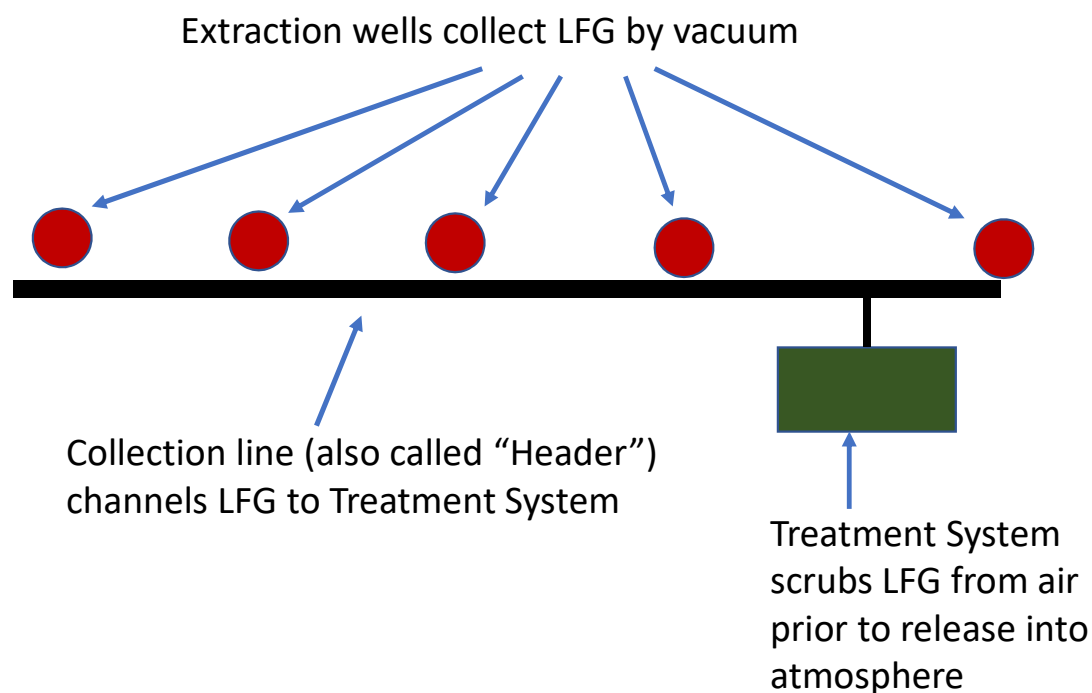 Extraction wells collect LFG by vacuum
Collection line (also called “Header”)
channels LFG to Treatment System
Treatment System
scrubs LFG from air
prior to release into
atmosphere